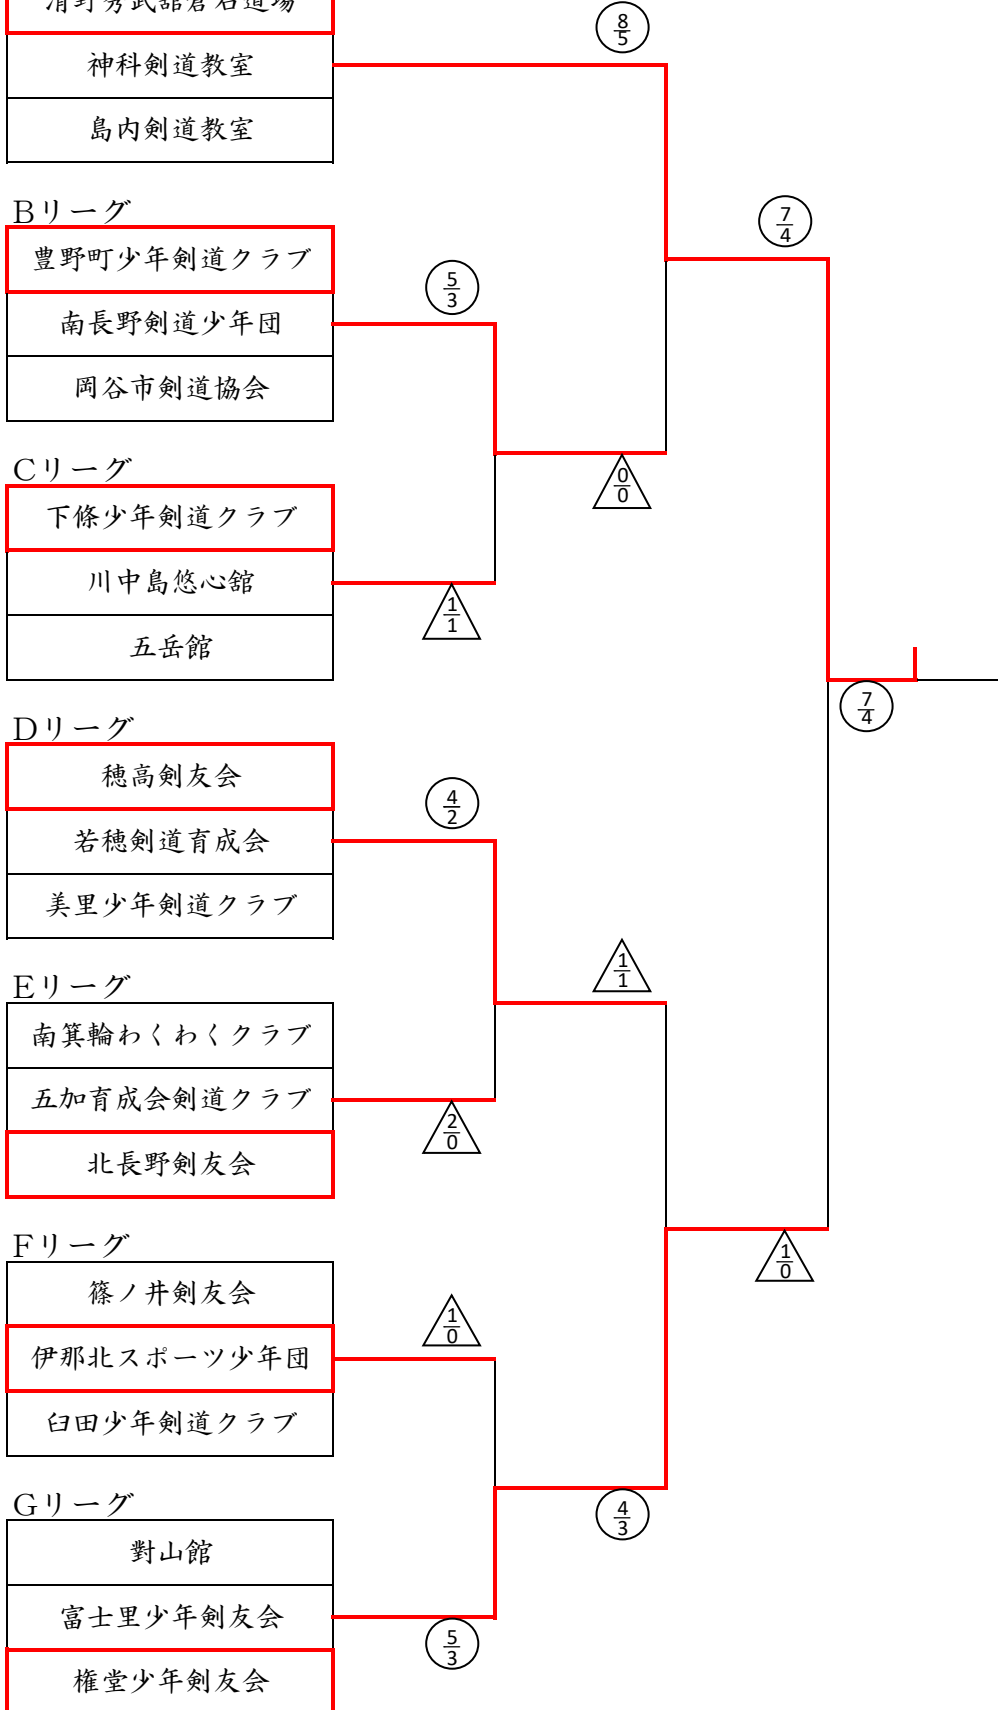 清野秀武舘倉石道場
8
5
神科剣道教室
島内剣道教室
Bリーグ
7
4
豊野町少年剣道クラブ
5
3
南長野剣道少年団
岡谷市剣道協会
Cリーグ
0
0
下條少年剣道クラブ
川中島悠心舘
1
1
五岳館
7
4
Dリーグ
穂高剣友会
4
2
若穂剣道育成会
美里少年剣道クラブ
1
1
Eリーグ
南箕輪わくわくクラブ
五加育成会剣道クラブ
2
0
北長野剣友会
Fリーグ
1
0
篠ノ井剣友会
1
0
伊那北スポーツ少年団
臼田少年剣道クラブ
Gリーグ
4
3
對山館
富士里少年剣友会
5
3
権堂少年剣友会